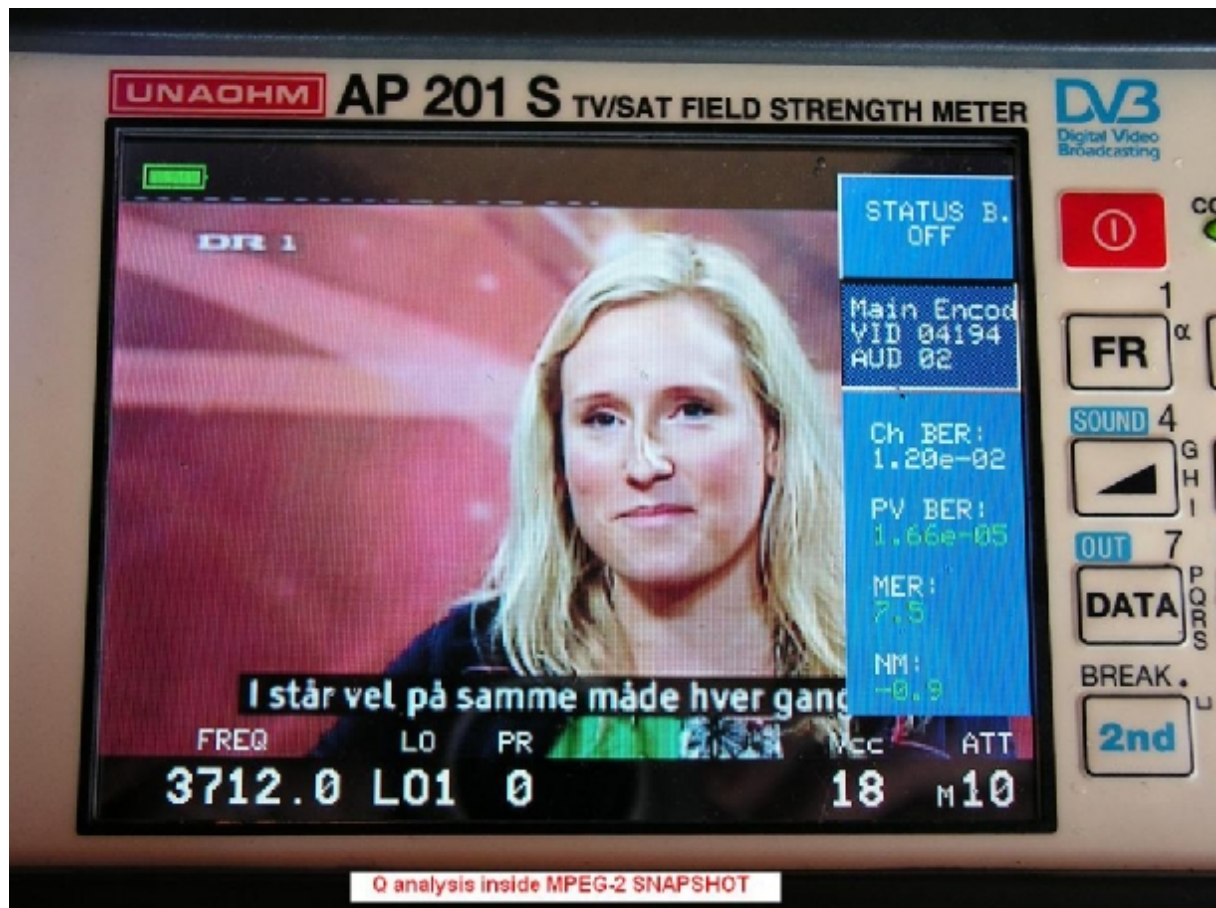 UNAOHM AP 201 S TV/SAT FIELD STRENGTH METER
DVB
Digital Video
Broadcasting
DR 1
STATUS B.
OFF
Main Encod
VID 04194
AUD 02
Ch BER:
1.20e-02
PV BER:
1.66e-05
MER:
7.5
NM:
-0.9
I står vel på samme måde hver gang
FREQ LO PR Vcc ATT
3712.0 LO1 0 18 M10
CO
1
FR α
SOUND 4
G
H
I
OUT 7
DATA
P
Q
R
S
BREAK .
2nd
Q analysis inside MPEG-2 SNAPSHOT